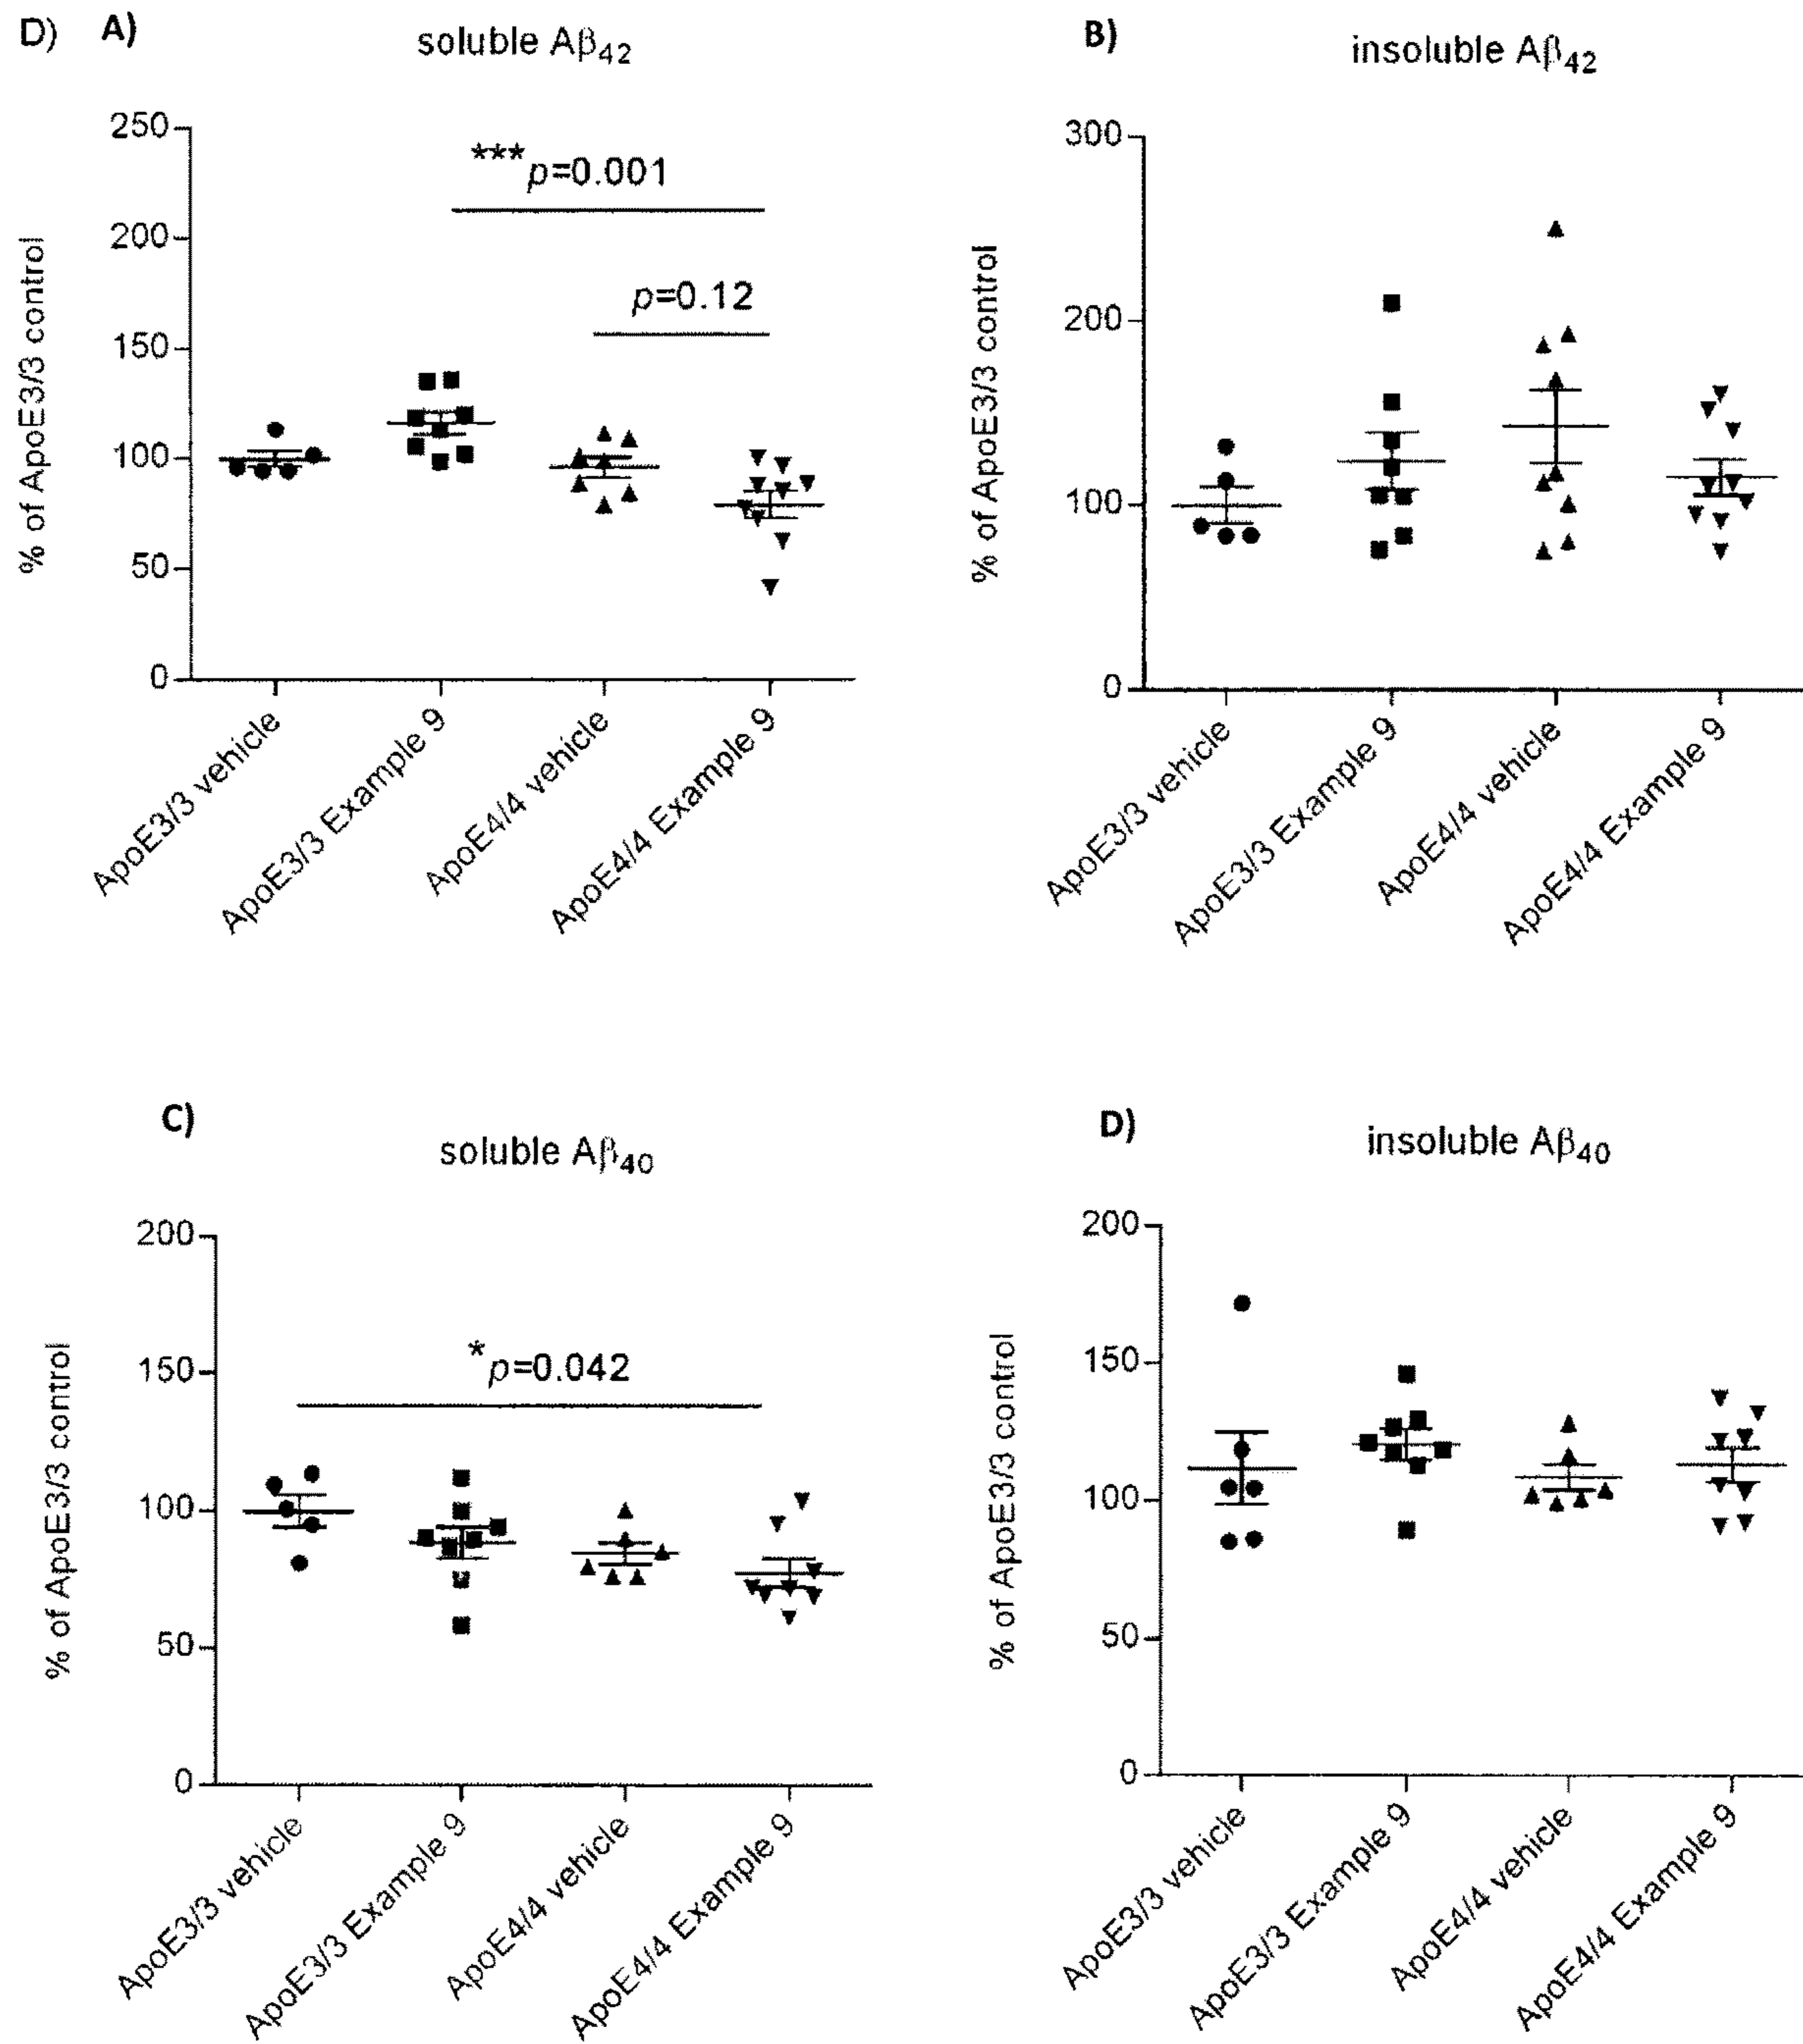 D) A) soluble Aβ42
250
200
150
100
50
0
% of ApoE3/3 control
***p=0.001
p=0.12
ApoE3/3 vehicle
ApoE3/3 Example 9
ApoE4/4 vehicle
ApoE4/4 Example 9
B) insoluble Aβ42
300
200
100
0
% of ApoE3/3 control
ApoE3/3 vehicle
ApoE3/3 Example 9
ApoE4/4 vehicle
ApoE4/4 Example 9
C) soluble Aβ40
200
150
100
50
0
% of ApoE3/3 control
*p=0.042
ApoE3/3 vehicle
ApoE3/3 Example 9
ApoE4/4 vehicle
ApoE4/4 Example 9
D) insoluble Aβ40
200
150
100
50
0
% of ApoE3/3 control
ApoE3/3 vehicle
ApoE3/3 Example 9
ApoE4/4 vehicle
ApoE4/4 Example 9